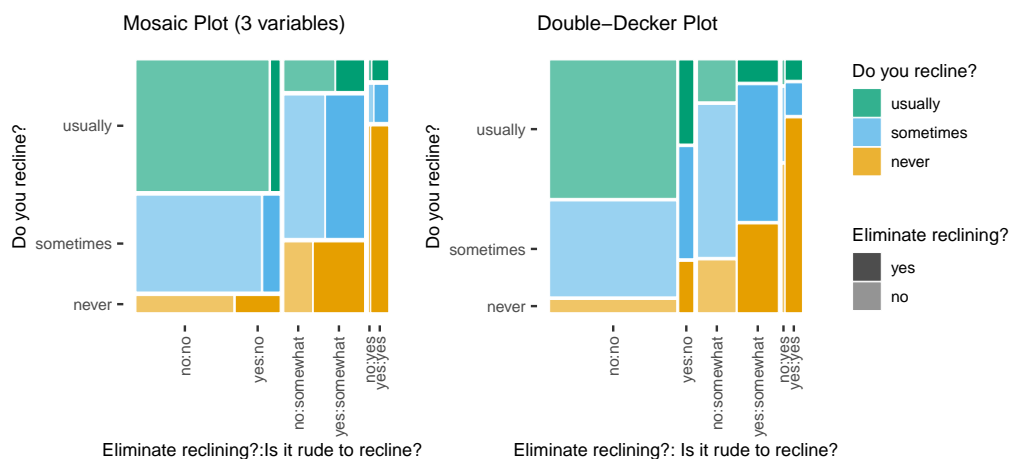 Mosaic Plot (3 variables)
Double−Decker Plot
Do you recline?
usually
sometimes
never
no:no
yes:no
no:somewhat
yes:somewhat
no:yes
yes:yes
Eliminate reclining?:Is it rude to recline?
Do you recline?
usually
sometimes
never
no:no
yes:no
no:somewhat
yes:somewhat
no:yes
yes:yes
Eliminate reclining?: Is it rude to recline?
Do you recline?
usually
sometimes
never
Eliminate reclining?
yes
no